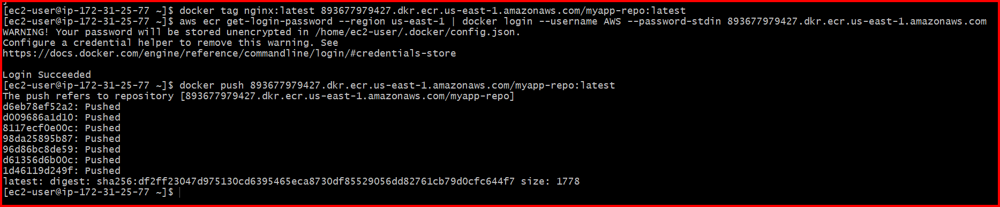 [ec2-user@ip-172-31-25-77 ~]$ docker tag nginx:latest 893677979427.dkr.ecr.us-east-1.amazonaws.com/myapp-repo:latest
[ec2-user@ip-172-31-25-77 ~]$ aws ecr get-login-password --region us-east-1 | docker login --username AWS --password-stdin 893677979427.dkr.ecr.us-east-1.amazonaws.com
WARNING! Your password will be stored unencrypted in /home/ec2-user/.docker/config.json.
Configure a credential helper to remove this warning. See
https://docs.docker.com/engine/reference/commandline/login/#credentials-store
Login Succeeded
[ec2-user@ip-172-31-25-77 ~]$ docker push 893677979427.dkr.ecr.us-east-1.amazonaws.com/myapp-repo:latest
The push refers to repository [893677979427.dkr.ecr.us-east-1.amazonaws.com/myapp-repo]
d6eb78ef52a2: Pushed
d009686a1d10: Pushed
8117ecf0e00c: Pushed
98da25895b87: Pushed
96d86bc8de59: Pushed
d61356d6b00c: Pushed
1d46119d249f: Pushed
latest: digest: sha256:df2ff23047d975130cd6395465eca8730df85529056dd82761cb79d0cfc644f7 size: 1778
[ec2-user@ip-172-31-25-77 ~]$